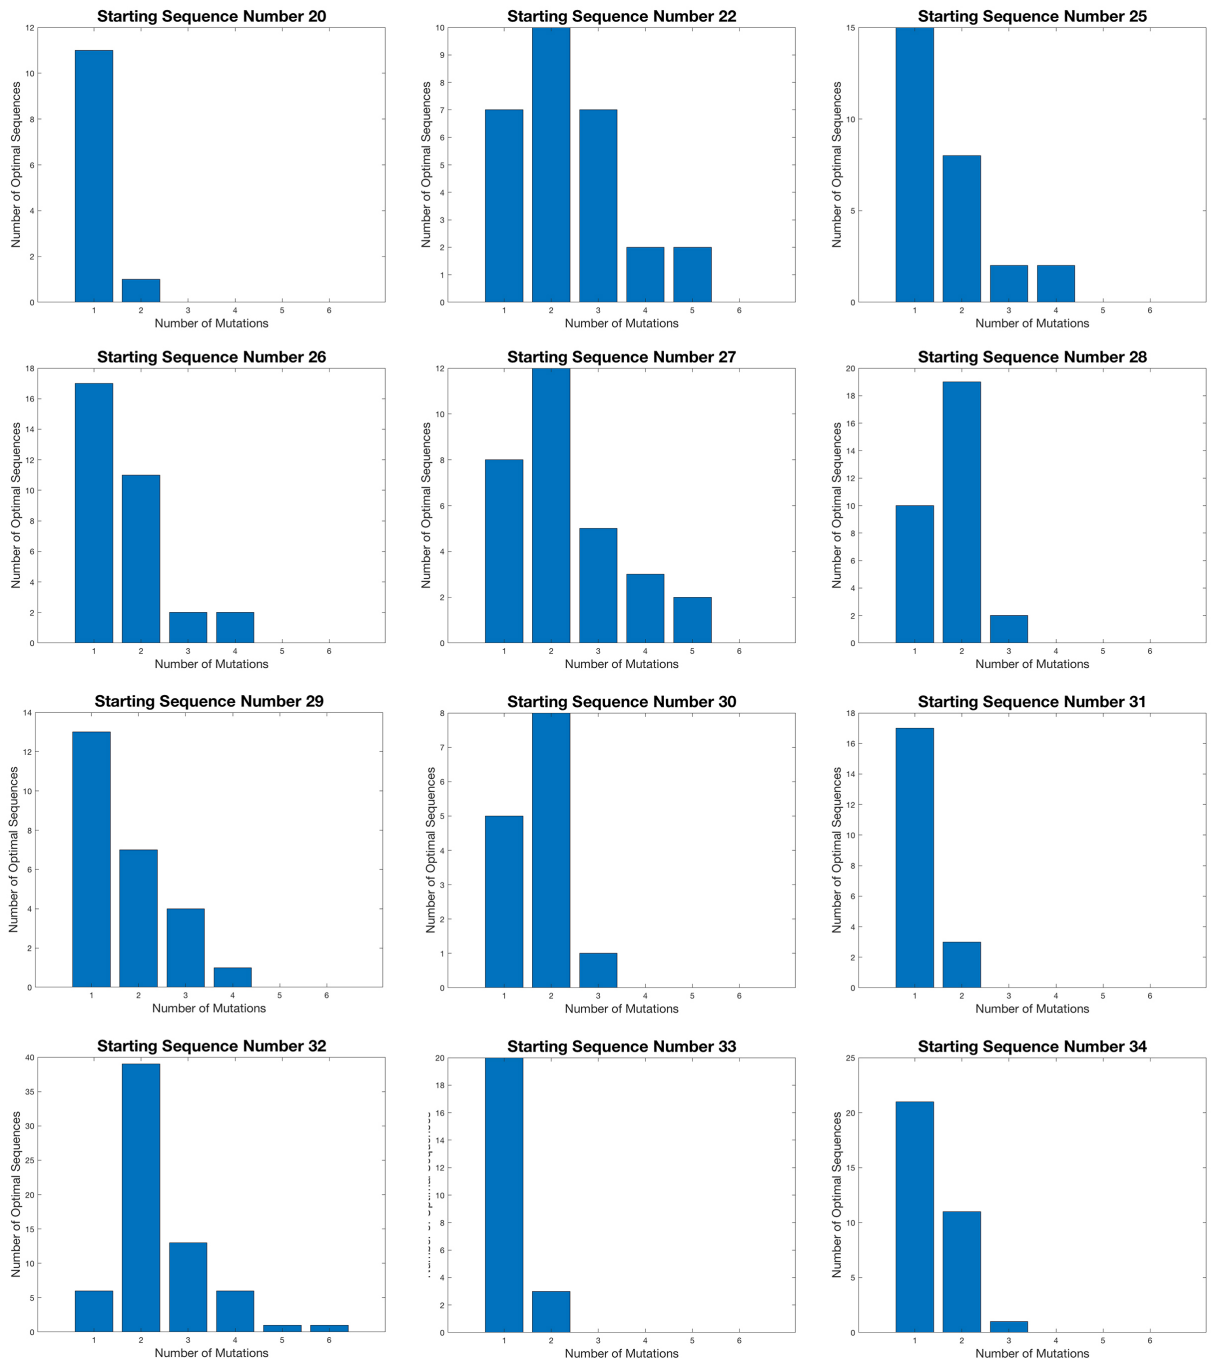 Starting Sequence Number 20
Number of Optimal Sequences
12
10
8
6
4
2
0
1 2 3 4 5 6
Number of Mutations
Starting Sequence Number 22
Number of Optimal Sequences
10
9
8
7
6
5
4
3
2
1
0
1 2 3 4 5 6
Number of Mutations
Starting Sequence Number 25
Number of Optimal Sequences
15
10
5
0
1 2 3 4 5 6
Number of Mutations
Starting Sequence Number 26
Number of Optimal Sequences
18
16
14
12
10
8
6
4
2
0
1 2 3 4 5 6
Number of Mutations
Starting Sequence Number 27
Number of Optimal Sequences
12
10
8
6
4
2
0
1 2 3 4 5 6
Number of Mutations
Starting Sequence Number 28
Number of Optimal Sequences
20
18
16
14
12
10
8
6
4
2
0
1 2 3 4 5 6
Number of Mutations
Starting Sequence Number 29
Number of Optimal Sequences
14
12
10
8
6
4
2
0
1 2 3 4 5 6
Number of Mutations
Starting Sequence Number 30
Number of Optimal Sequences
8
7
6
5
4
3
2
1
0
1 2 3 4 5 6
Number of Mutations
Starting Sequence Number 31
Number of Optimal Sequences
18
16
14
12
10
8
6
4
2
0
1 2 3 4 5 6
Number of Mutations
Starting Sequence Number 32
Number of Optimal Sequences
40
35
30
25
20
15
10
5
0
1 2 3 4 5 6
Number of Mutations
Starting Sequence Number 33
20
18
16
14
12
10
8
6
4
2
0
1 2 3 4 5 6
Number of Mutations
Starting Sequence Number 34
Number of Optimal Sequences
25
20
15
10
5
0
1 2 3 4 5 6
Number of Mutations